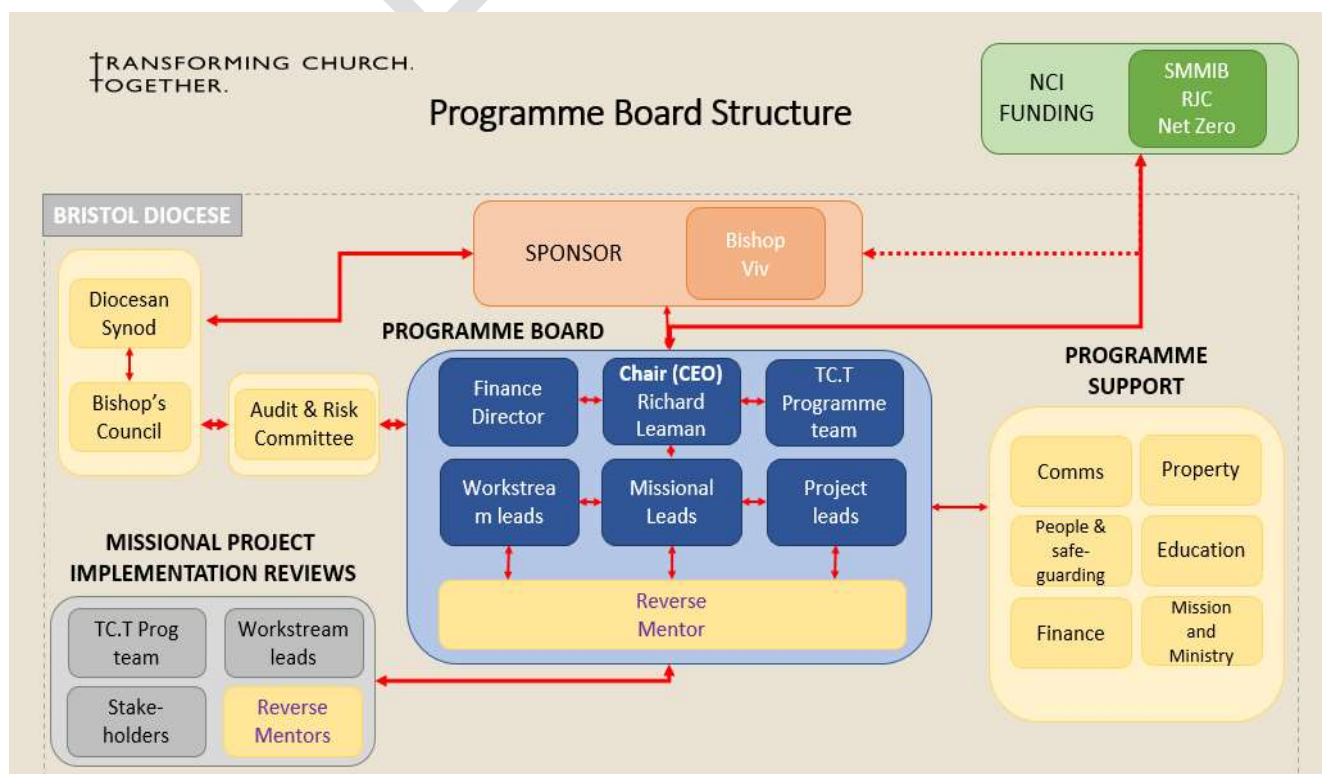 TRANSFORMING CHURCH.
TOGETHER.
Programme Board Structure
NCI
FUNDING
SMMIB
RJC
Net Zero
BRISTOL DIOCESE
SPONSOR
Bishop
Viv
Diocesan
Synod
Bishop's
Council
Audit & Risk
Committee
PROGRAMME BOARD
Finance
Director
Chair (CEO)
Richard
Leaman
TC.T
Programme
team
Workstrea
m leads
Missional
Leads
Project
leads
Reverse
Mentor
PROGRAMME
SUPPORT
Comms
Property
People &
safe-
guarding
Education
Finance
Mission
and
Ministry
MISSIONAL PROJECT
IMPLEMENTATION REVIEWS
TC.T Prog
team
Workstream
leads
Stake-
holders
Reverse
Mentors